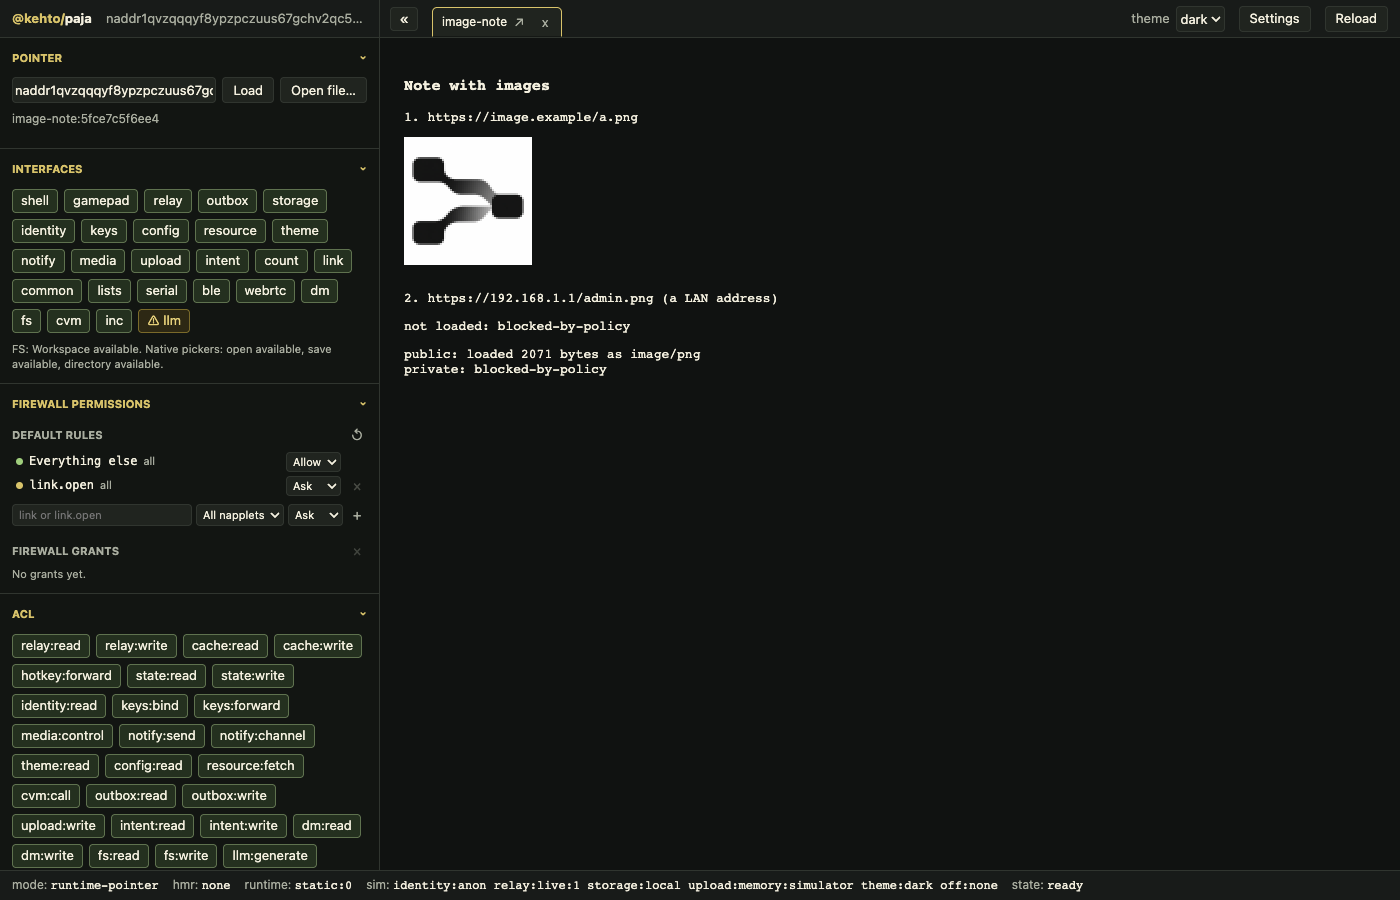 @kehto/paja naddr1qvzqqqyf8ypzpczuus67gchv2qc5...
« image-note ↗ x
theme dark Settings Reload
POINTER
naddr1qvzqqqyf8ypzpczuus67g Load Open file...
image-note:5fce7c5f6ee4
INTERFACES
shell gamepad relay outbox storage
identity keys config resource theme
notify media upload intent count link
common lists serial ble webrtc dm
fs cvm inc ⚠ llm
FS: Workspace available. Native pickers: open available, save
available, directory available.
FIREWALL PERMISSIONS
DEFAULT RULES
Everything else all Allow
link.open all Ask x
link or link.open All napplets Ask +
FIREWALL GRANTS x
No grants yet.
ACL
relay:read relay:write cache:read cache:write
hotkey:forward state:read state:write
identity:read keys:bind keys:forward
media:control notify:send notify:channel
theme:read config:read resource:fetch
cvm:call outbox:read outbox:write
upload:write intent:read intent:write dm:read
dm:write fs:read fs:write llm:generate
Note with images
1. https://image.example/a.png
2. https://192.168.1.1/admin.png (a LAN address)
not loaded: blocked-by-policy
public: loaded 2071 bytes as image/png
private: blocked-by-policy
mode: runtime-pointer hmr: none runtime: static:0 sim: identity:anon relay:live:1 storage:local upload:memory:simulator theme:dark off:none state: ready